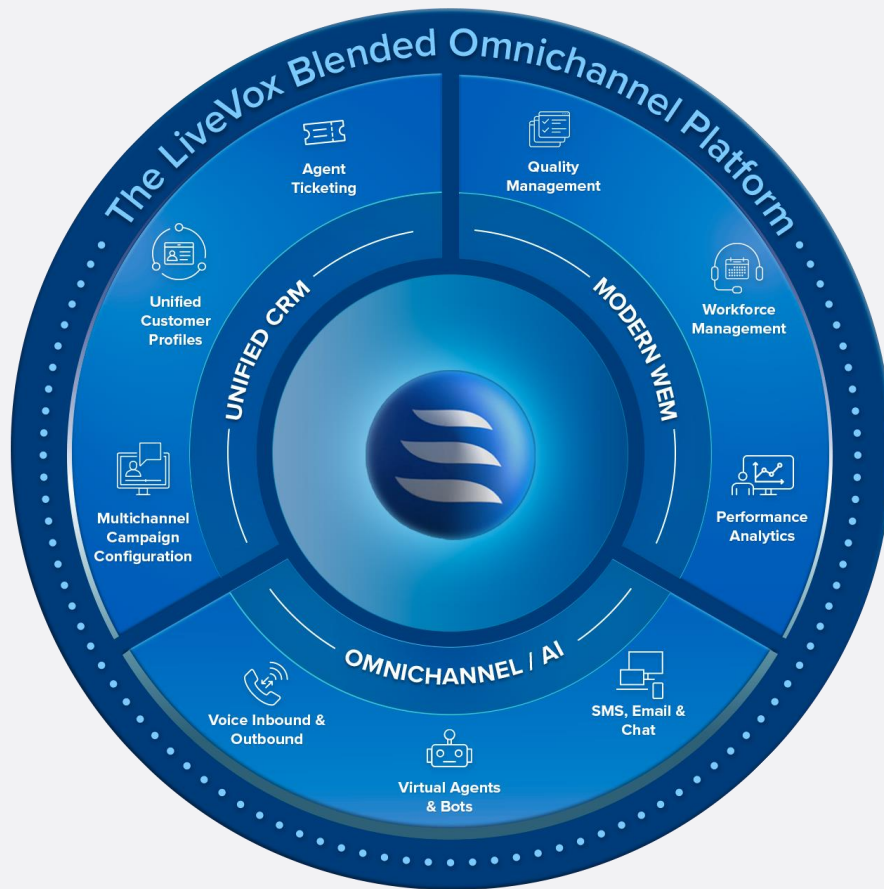 The LiveVox Blended Omnichannel Platform
Agent
Ticketing
Quality
Management
Unified
Customer
Profiles
Workforce
Management
UNIFIED CRM
MODERN WEM
Multichannel
Campaign
Configuration
Performance
Analytics
OMNICHANNEL / AI
Voice Inbound &
Outbound
SMS, Email &
Chat
Virtual Agents
& Bots